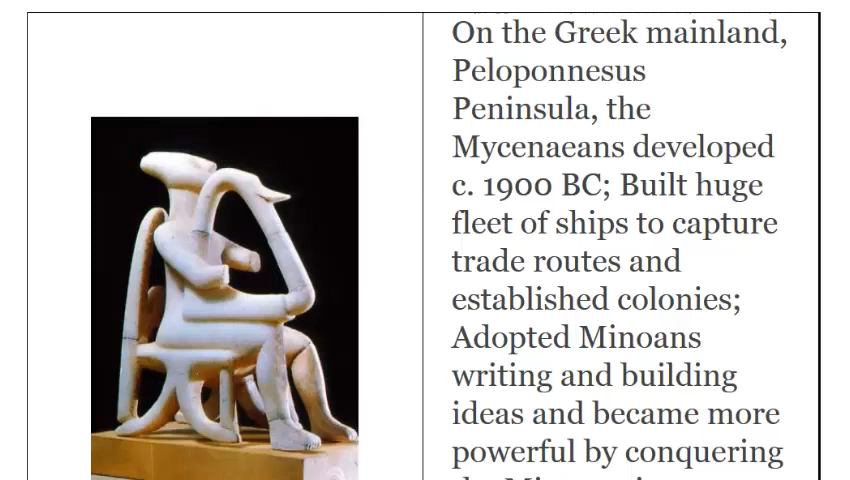 On the Greek mainland,
Peloponnesus
Peninsula, the
Mycenaeans developed
c. 1900 BC; Built huge
fleet of ships to capture
trade routes and
established colonies;
Adopted Minoans
writing and building
ideas and became more
powerful by conquering